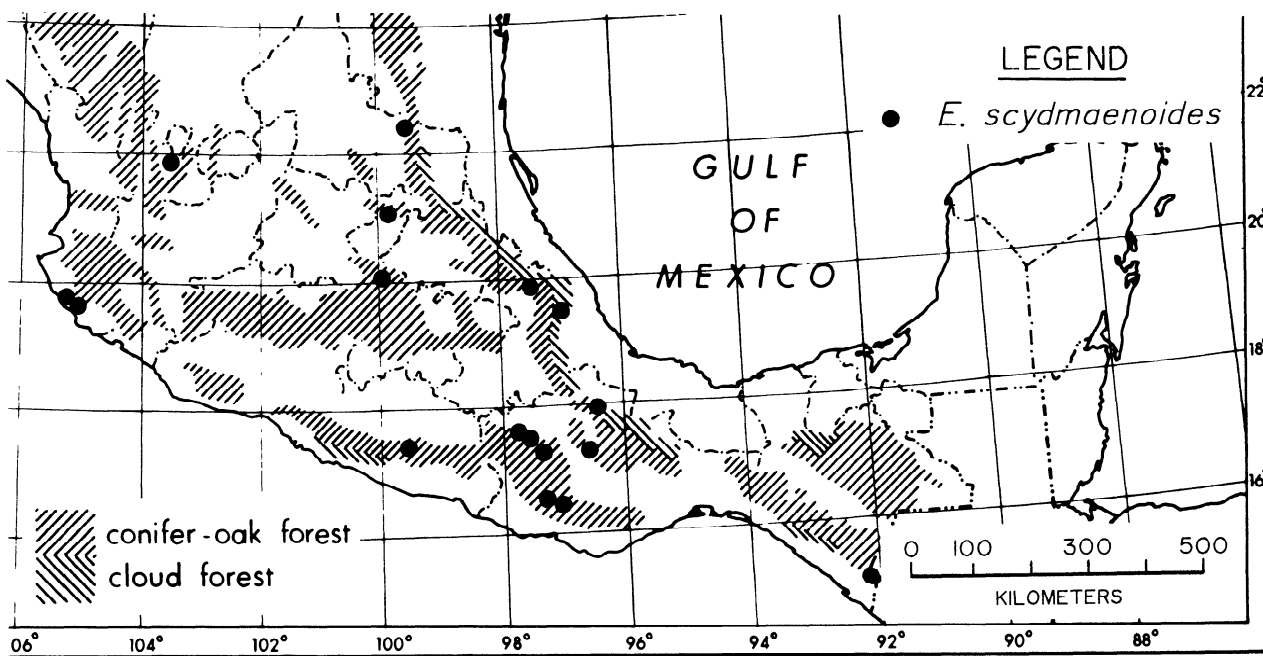 LEGEND
E. scydmaenoides
GULF
OF
MEXICO
22°
20°
18°
16°
conifer-oak forest
cloud forest
0 100 300 500
KILOMETERS
06° 104° 102° 100° 98° 96° 94° 92° 90° 88°